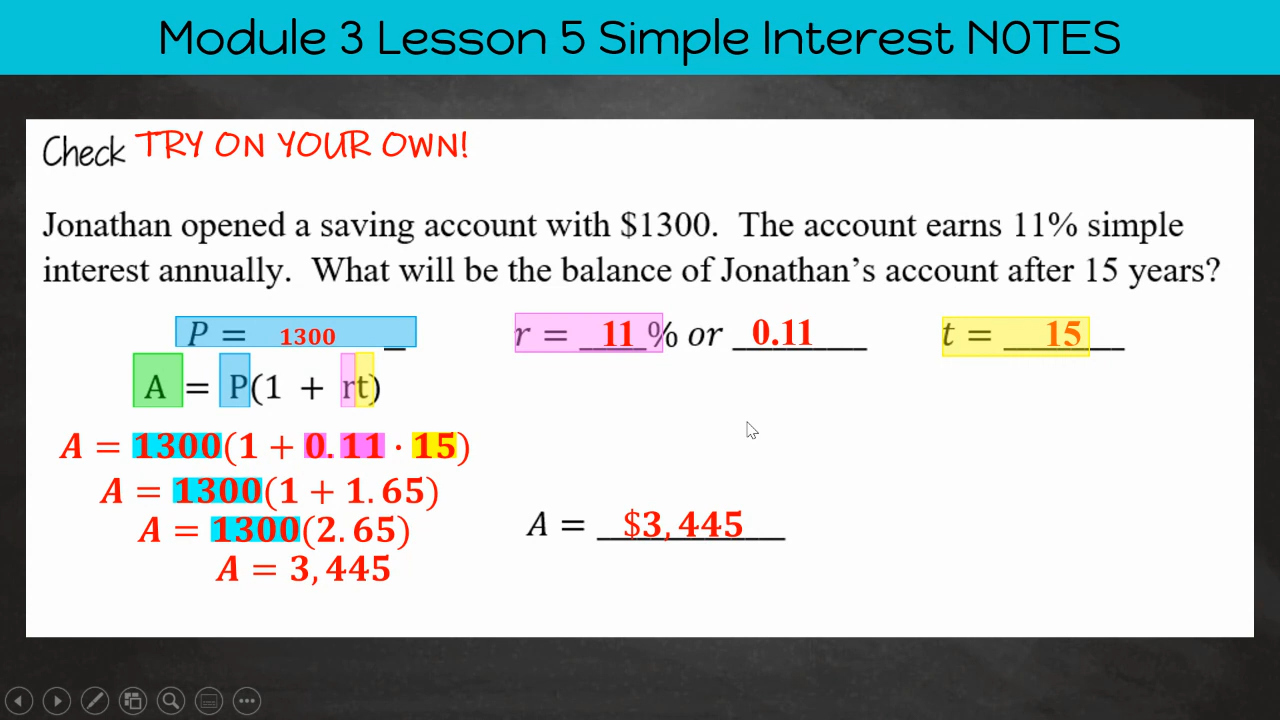 Module 3 Lesson 5 Simple Interest NOTES
Check TRY ON YOUR OWN!
Jonathan opened a saving account with $1300. The account earns 11% simple
interest annually. What will be the balance of Jonathan's account after 15 years?
P = 1300 r = 11 % or 0.11 t = 15
A = P(1 + rt)
A = 1300(1 + 0.11 · 15)
A = 1300(1 + 1.65)
A = 1300(2.65)
A = $3,445
A = 3,445